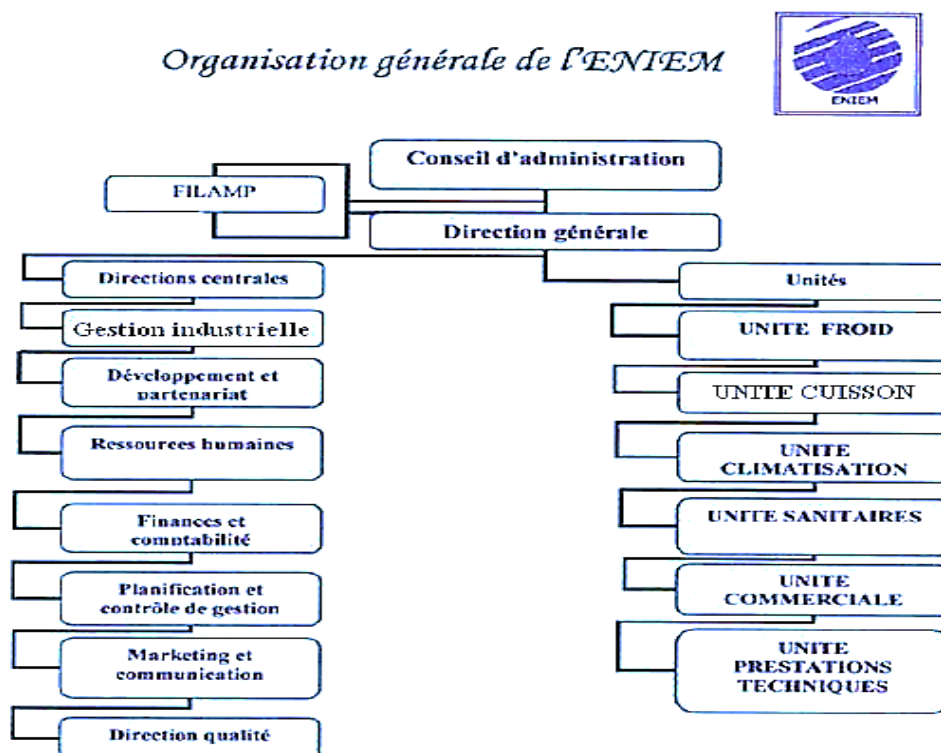 Organisation générale de l'ENIEM
ENIEM
Conseil d'administration
FILAMP
Direction générale
Directions centrales
Gestion industrielle
Développement et
partenariat
Ressources humaines
Finances et
comptabilité
Planification et
contrôle de gestion
Marketing et
communication
Direction qualité
Unités
UNITE FROID
UNITE CUISSON
UNITE
CLIMATISATION
UNITE SANITAIRES
UNITE
COMMERCIALE
UNITE
PRESTATIONS
TECHNIQUES